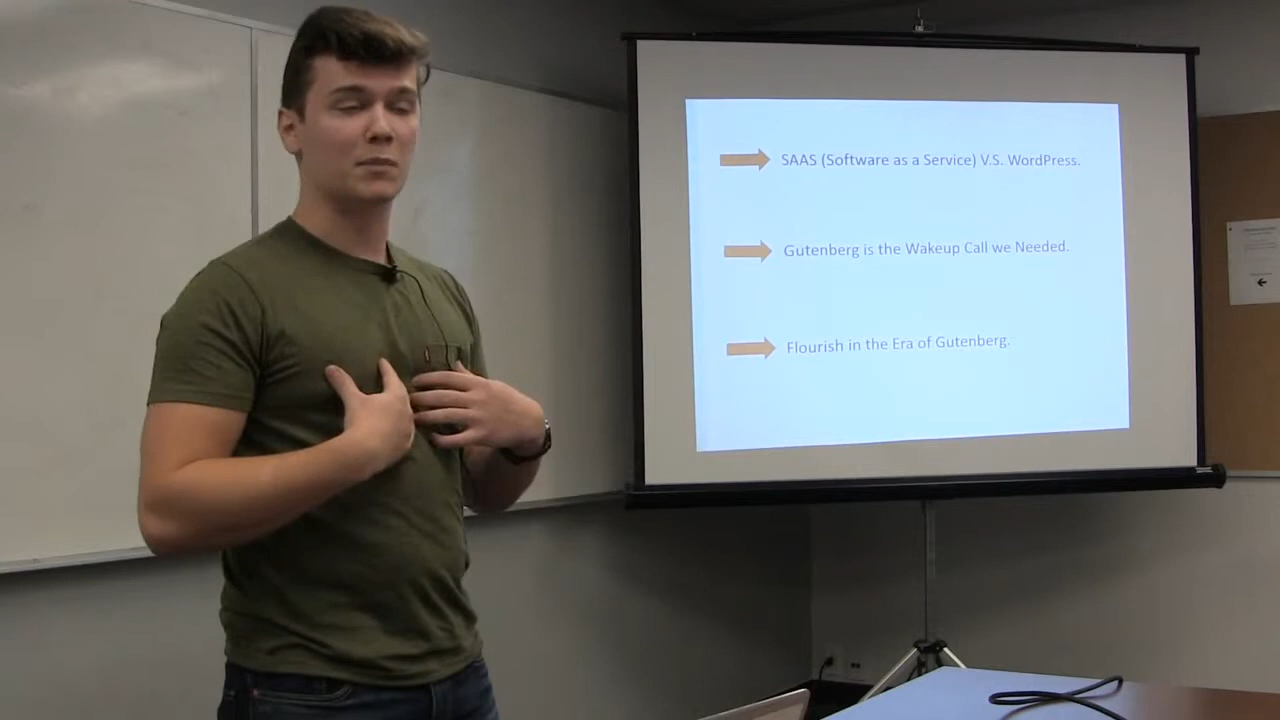 SAAS (Software as a Service) V.S. WordPress.
Gutenberg is the Wakeup Call we Needed.
Flourish in the Era of Gutenberg.